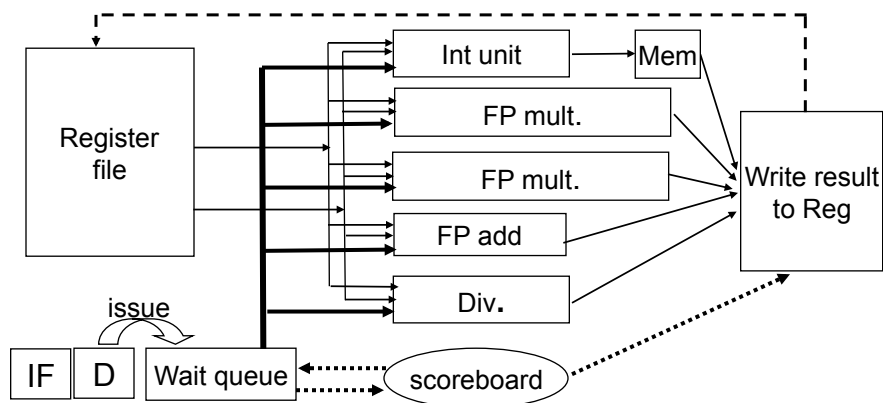 Int unit
Mem
FP mult.
Register
file
FP mult.
Write result
to Reg
FP add
Div.
issue
IF
D
Wait queue
scoreboard